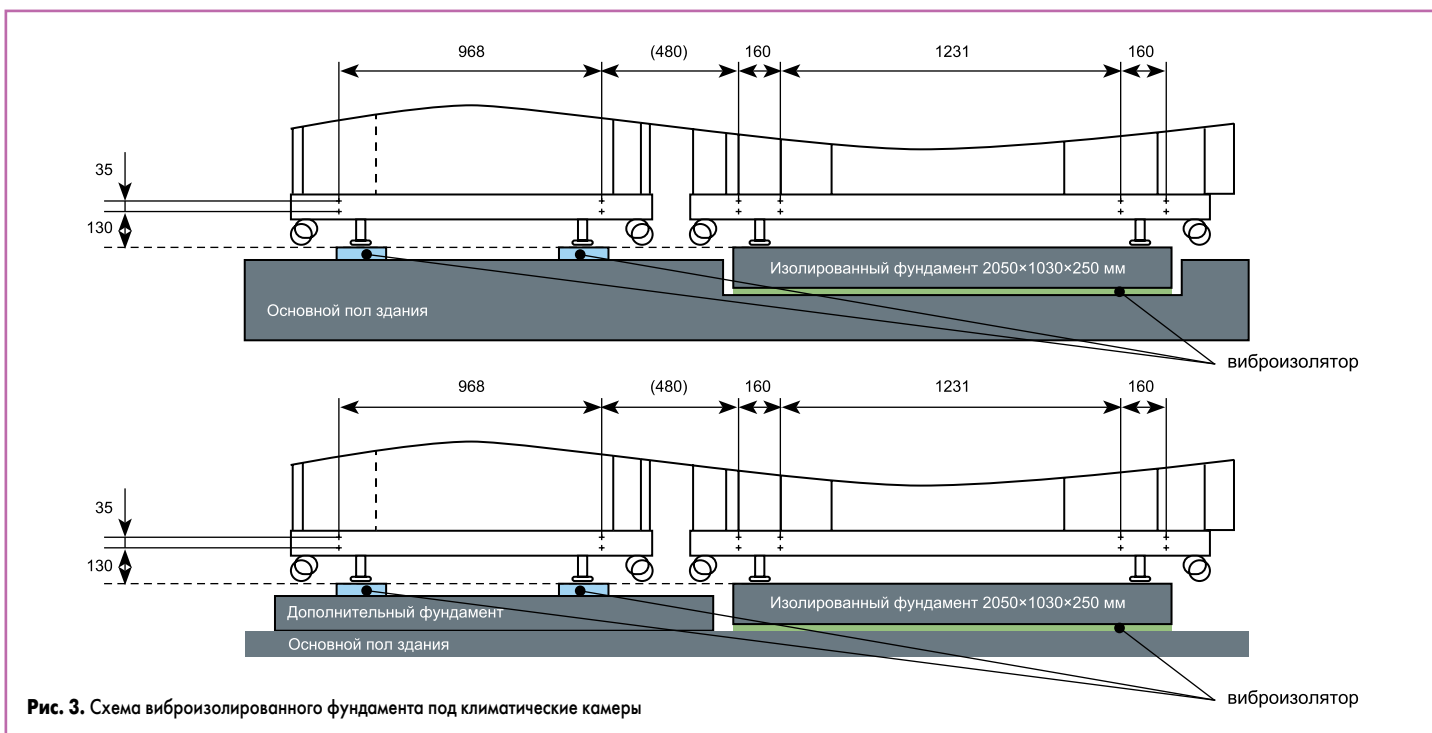 968 (480) 160 1231 160
35
130
Изолированный фундамент 2050×1030×250 мм
Основной пол здания
виброизолятор
968 (480) 160 1231 160
35
130
Изолированный фундамент 2050×1030×250 мм
Дополнительный фундамент
Основной пол здания
виброизолятор
Рис. 3. Схема виброизолированного фундамента под климатические камеры